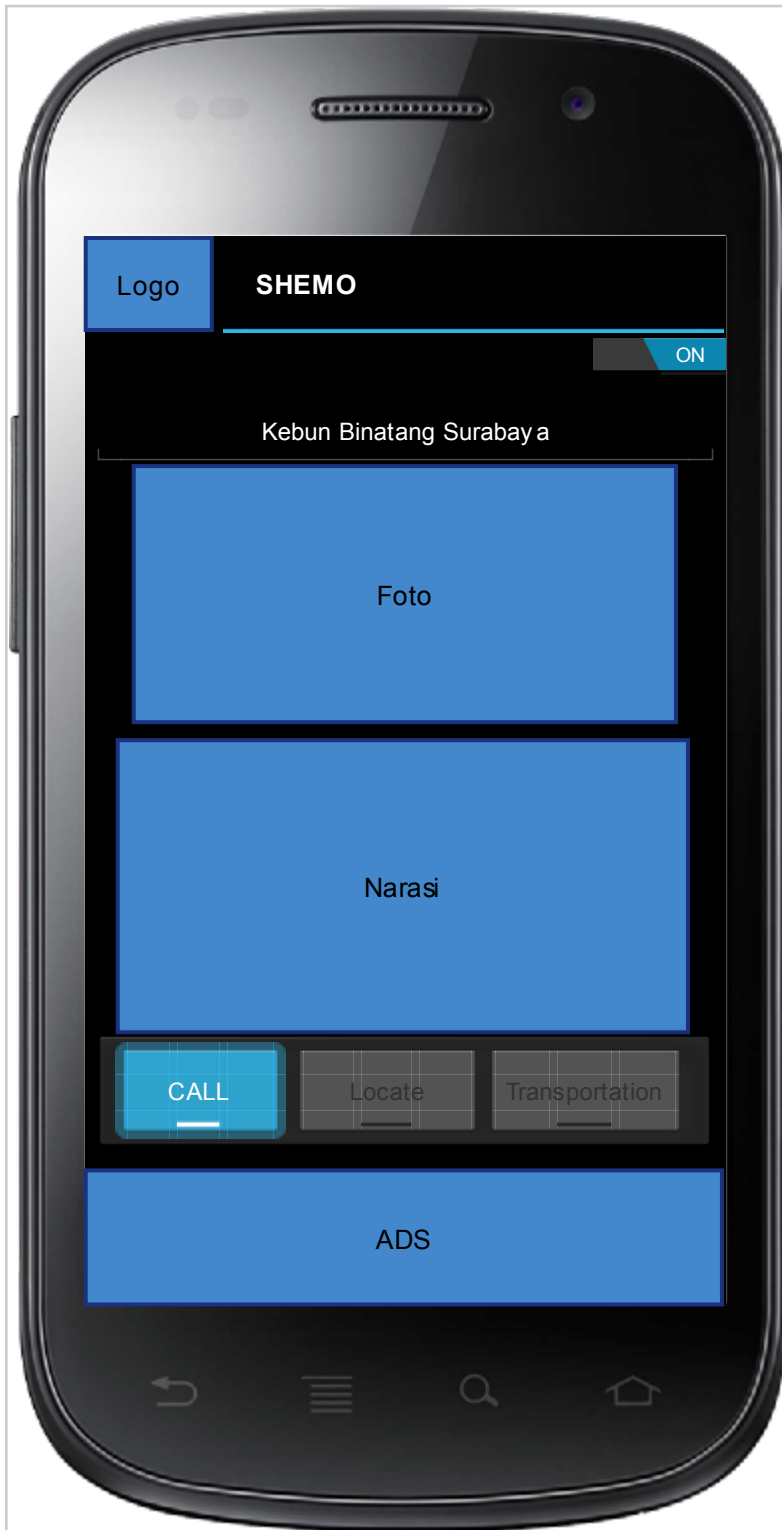 Logo
SHEMO
ON
Kebun Binatang Surabaya
Foto
Narasi
CALL
Locate
Transportation
ADS